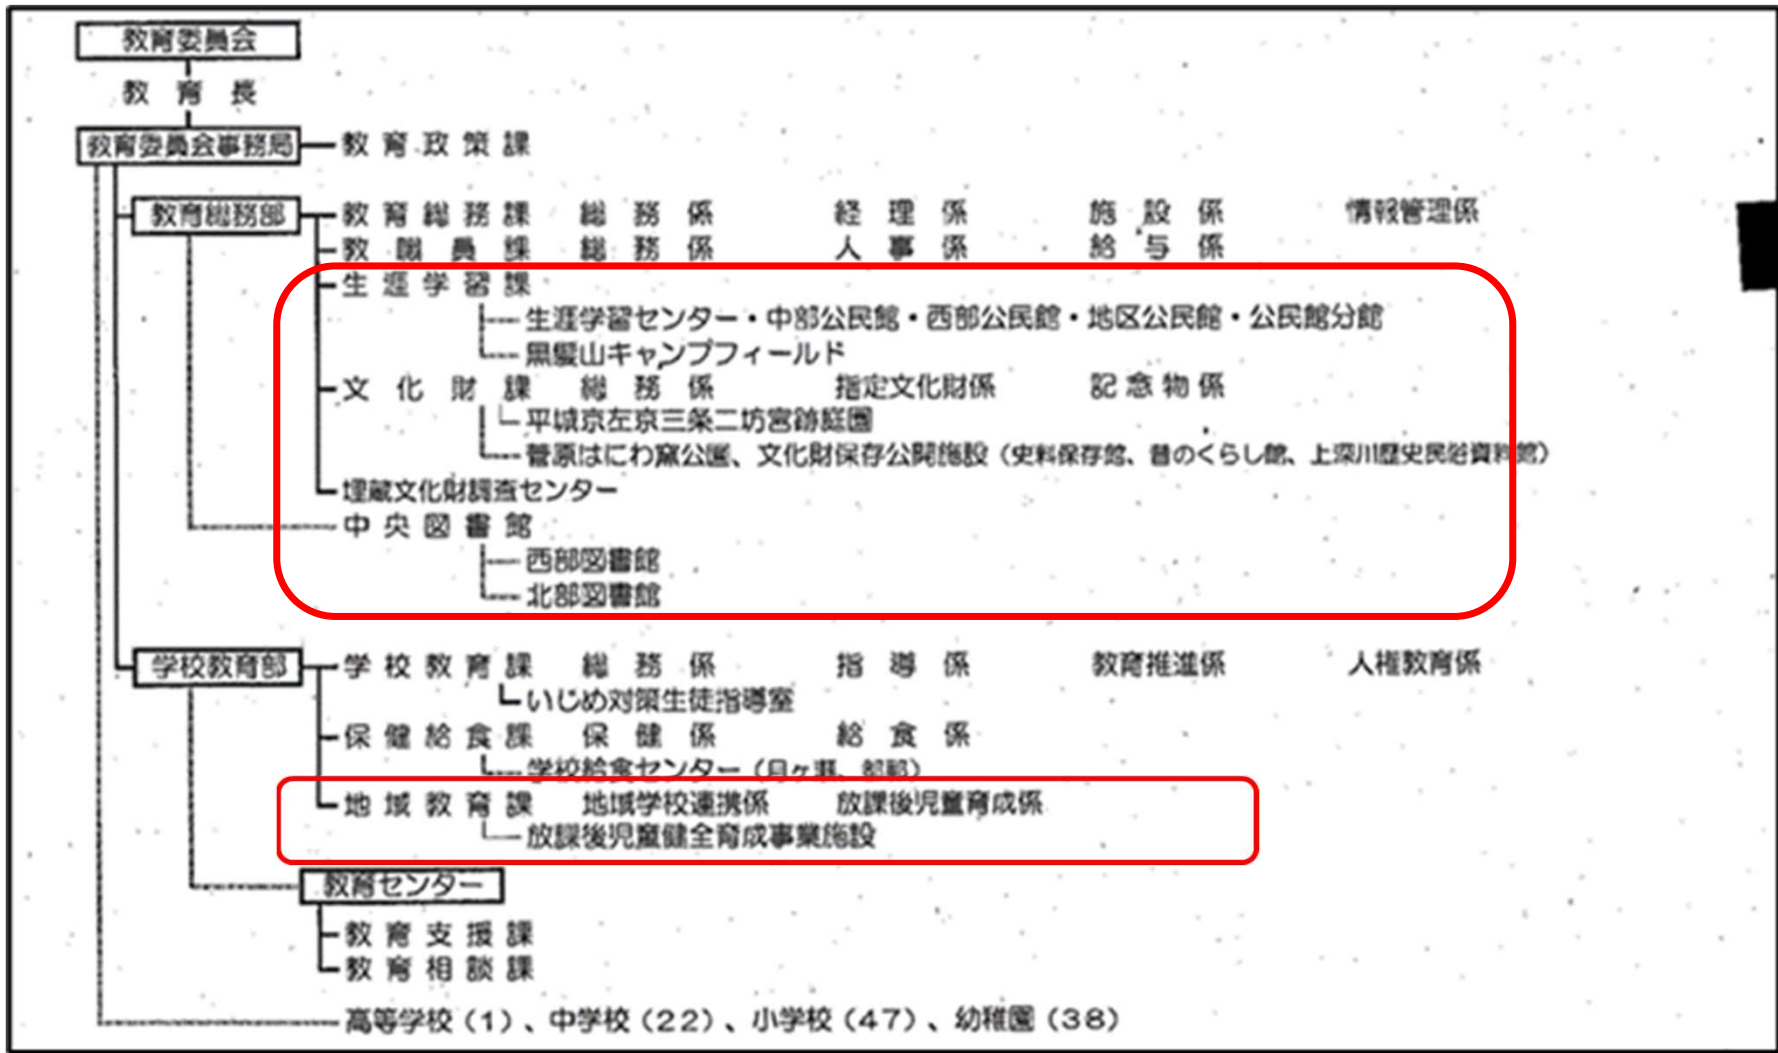 教育委員会
教育長
教育委員会事務局 教育政策課
教育総務部 教育総務課 総務係 経理係 施設係 情報管理係
教職員課 総務係 人事係 給与係
生涯学習課
生涯学習センター・中部公民館・西部公民館・地区公民館・公民館分館
黒髪山キャンプフィールド
文化財課 総務係 指定文化財係 記念物係
平城京左京三条二坊宮跡庭園
菅原はにわ窯公園、文化財保存公開施設（史料保存館、昔のくらし館、上深川歴史民俗資料館）
埋蔵文化財調査センター
中央図書館
西部図書館
北部図書館
学校教育部 学校教育課 総務係 指導係 教育推進係 人権教育係
いじめ対策生徒指導室
保健給食課 保健係 給食係
学校給食センター（月ヶ瀬、都祁）
地域教育課 地域学校連携係 放課後児童育成係
放課後児童健全育成事業施設
教育センター
教育支援課
教育相談課
高等学校（1）、中学校（22）、小学校（47）、幼稚園（38）